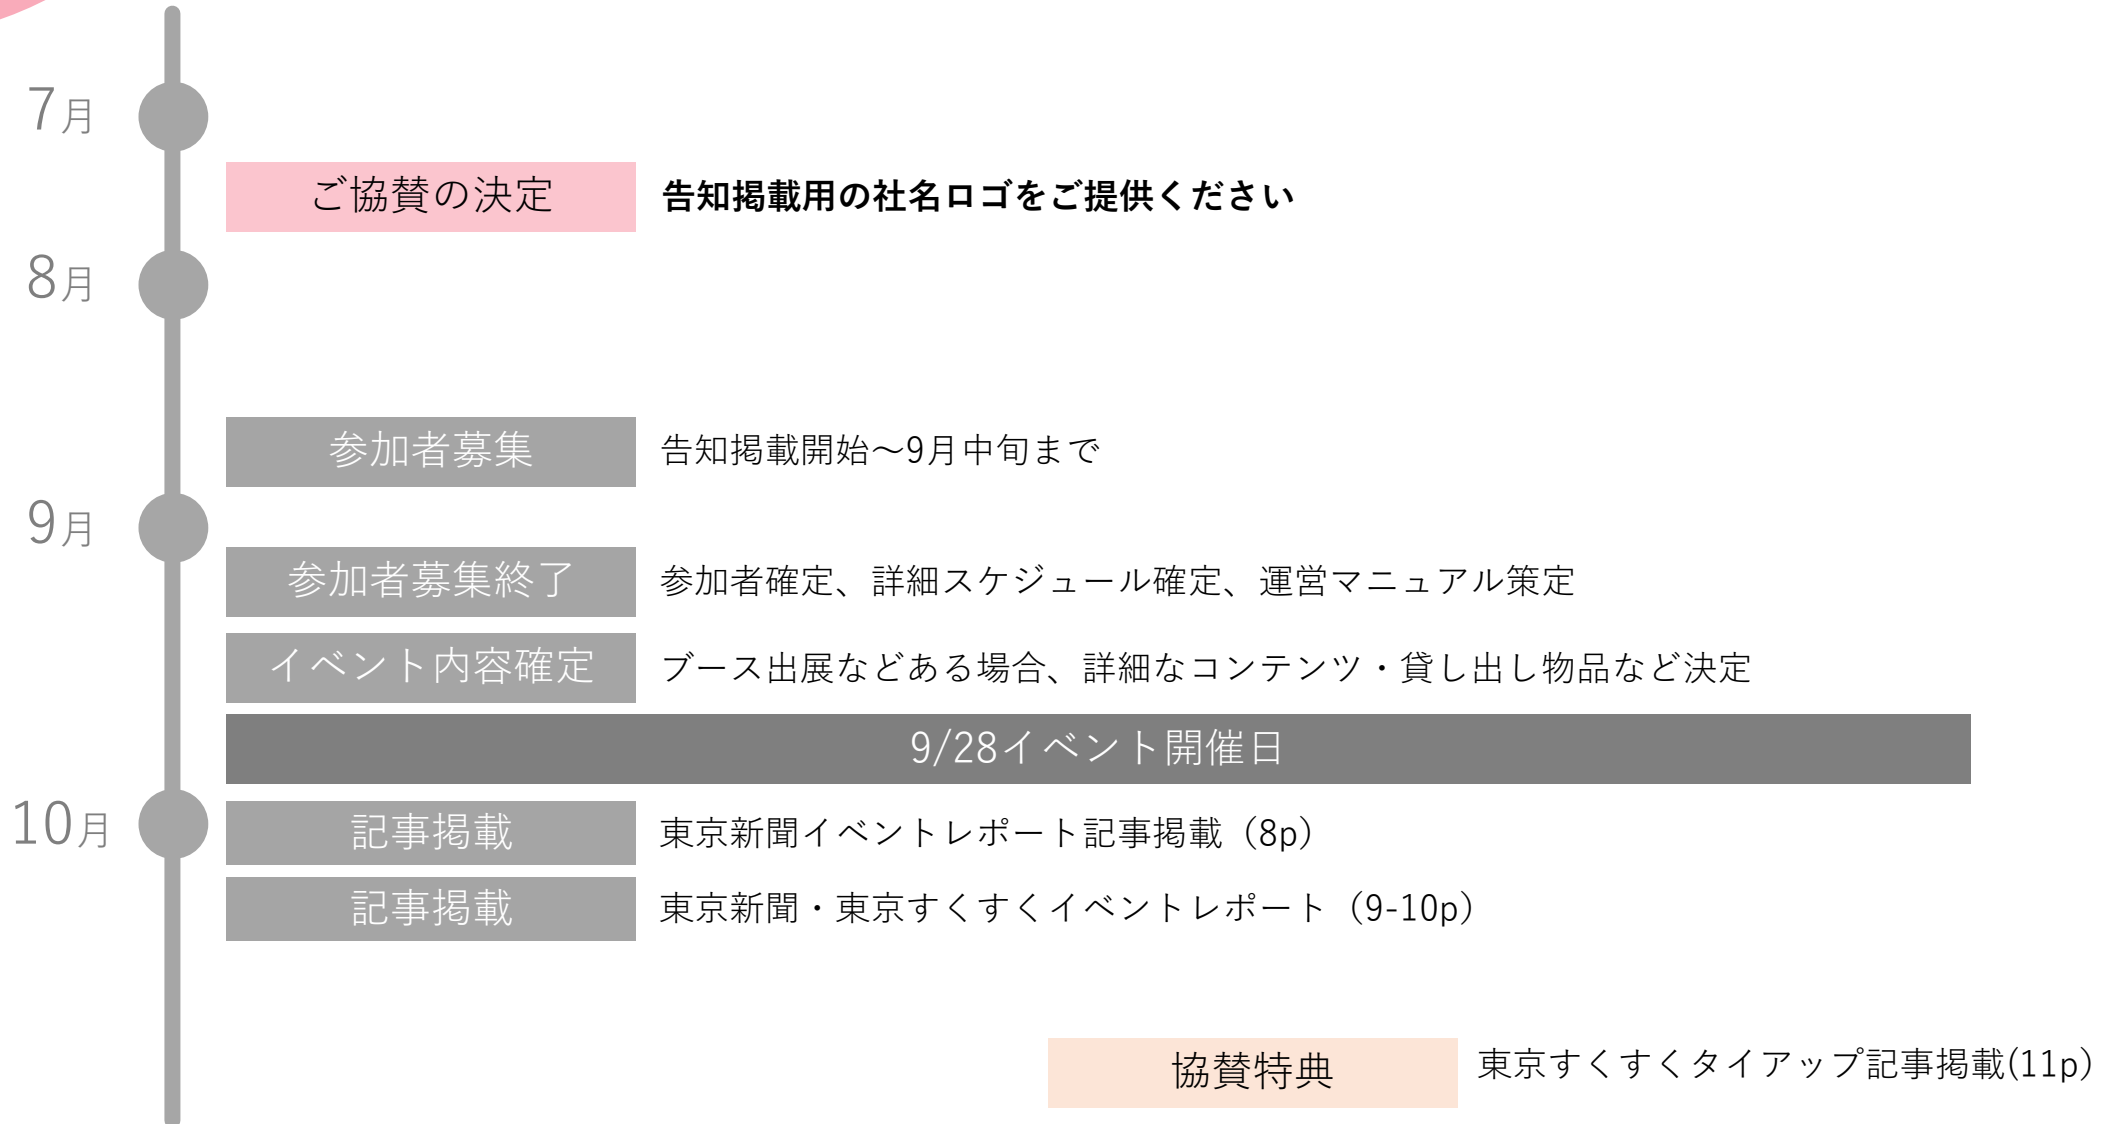 7月
ご協賛の決定 告知掲載用の社名ロゴをご提供ください
8月
参加者募集 告知掲載開始～9月中旬まで
9月
参加者募集終了 参加者確定、詳細スケジュール確定、運営マニュアル策定
イベント内容確定 ブース出展などある場合、詳細なコンテンツ・貸し出し物品など決定
9/28イベント開催日
10月 記事掲載 東京新聞イベントレポート記事掲載（8p）
記事掲載 東京新聞・東京すくすくイベントレポート（9-10p）
協賛特典 東京すくすくタイアップ記事掲載(11p)